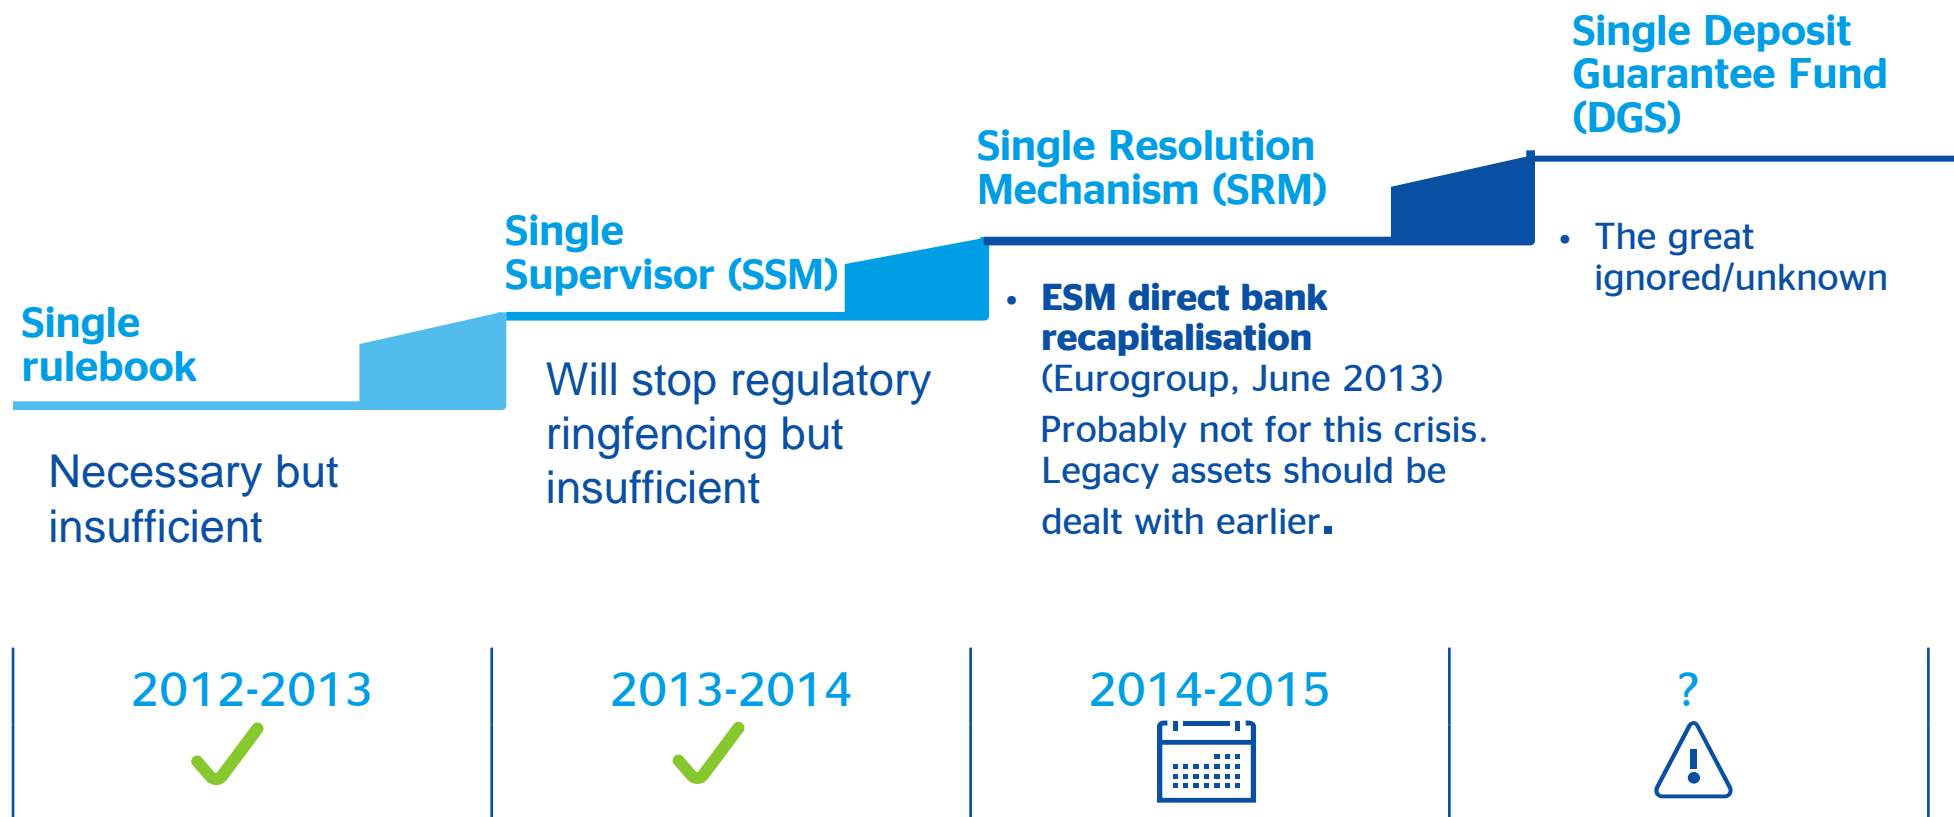 Single
rulebook
Necessary but
insufficient
Single
Supervisor (SSM)
Will stop regulatory
ringfencing but
insufficient
Single Resolution
Mechanism (SRM)
• ESM direct bank
recapitalisation
(Eurogroup, June 2013)
Probably not for this crisis.
Legacy assets should be
dealt with earlier.
Single Deposit
Guarantee Fund
(DGS)
• The great
ignored/unknown
2012-2013
2013-2014
2014-2015
?